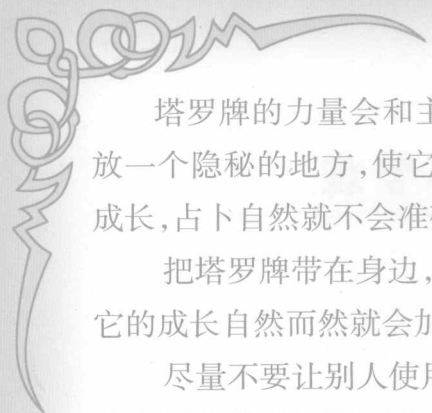 塔罗牌的力量会和主
放一个隐秘的地方,使它
成长,占卜自然就不会准
把塔罗牌带在身边,
它的成长自然而然就会加
尽量不要让别人使用